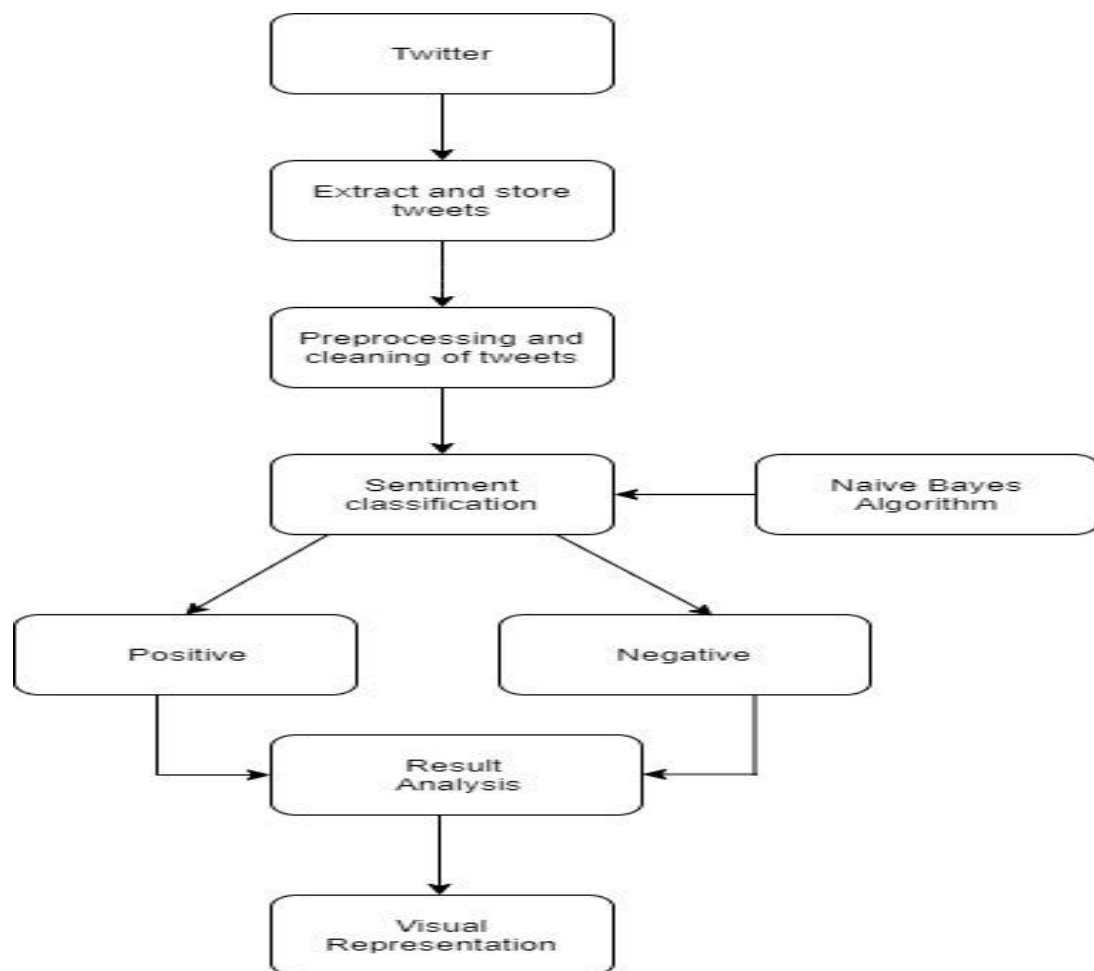 Twitter
Extract and store
tweets
Preprocessing and
cleaning of tweets
Sentiment
classification
Naive Bayes
Algorithm
Positive
Negative
Result
Analysis
Visual
Representation